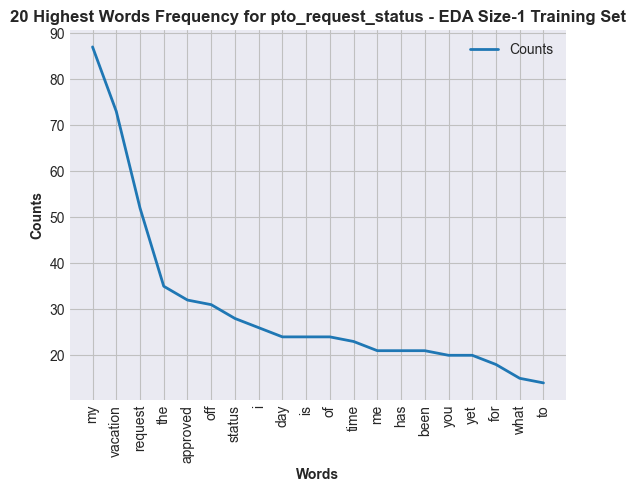 20 Highest Words Frequency for pto_request_status - EDA Size-1 Training Set
Counts
90
80
70
60
50
40
30
20
Counts
my
vacation
request
the
approved
off
status
i
day
is
of
time
me
has
been
you
yet
for
what
to
Words